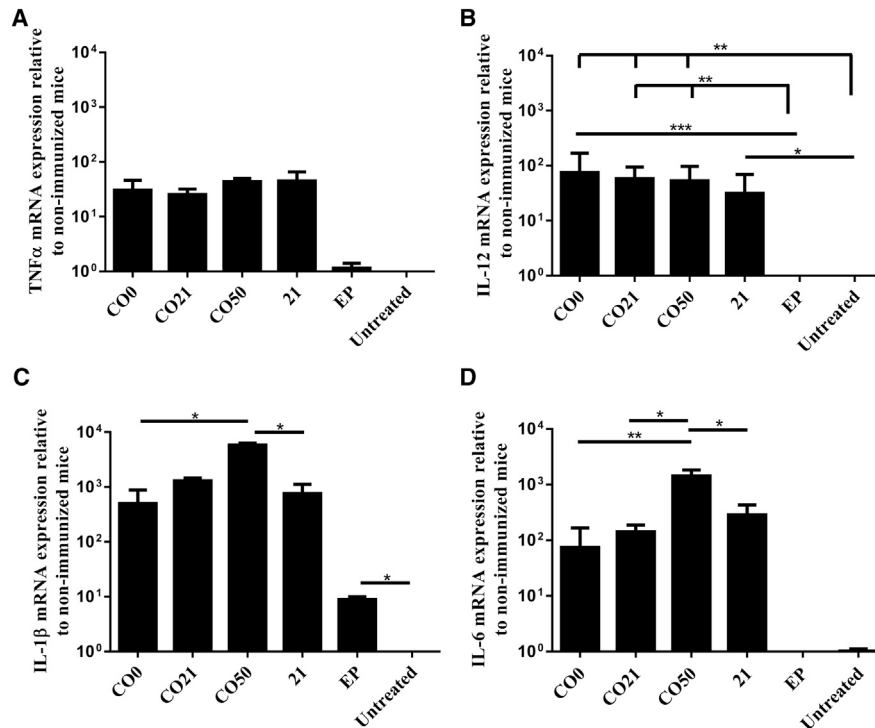 A
TNFα mRNA expression relative
to non-immunized mice
10⁴
10³
10²
10¹
10⁰
CO0
CO21
CO50
21
EP
Untreated
B
IL-12 mRNA expression relative
to non-immunized mice
10⁴
10³
10²
10¹
10⁰
**
**
***
*
CO0
CO21
CO50
21
EP
Untreated
C
IL-1β mRNA expression relative
to non-immunized mice
10⁴
10³
10²
10¹
10⁰
*
*
*
CO0
CO21
CO50
21
EP
Untreated
D
IL-6 mRNA expression relative
to non-immunized mice
10⁴
10³
10²
10¹
10⁰
*
**
*
CO0
CO21
CO50
21
EP
Untreated